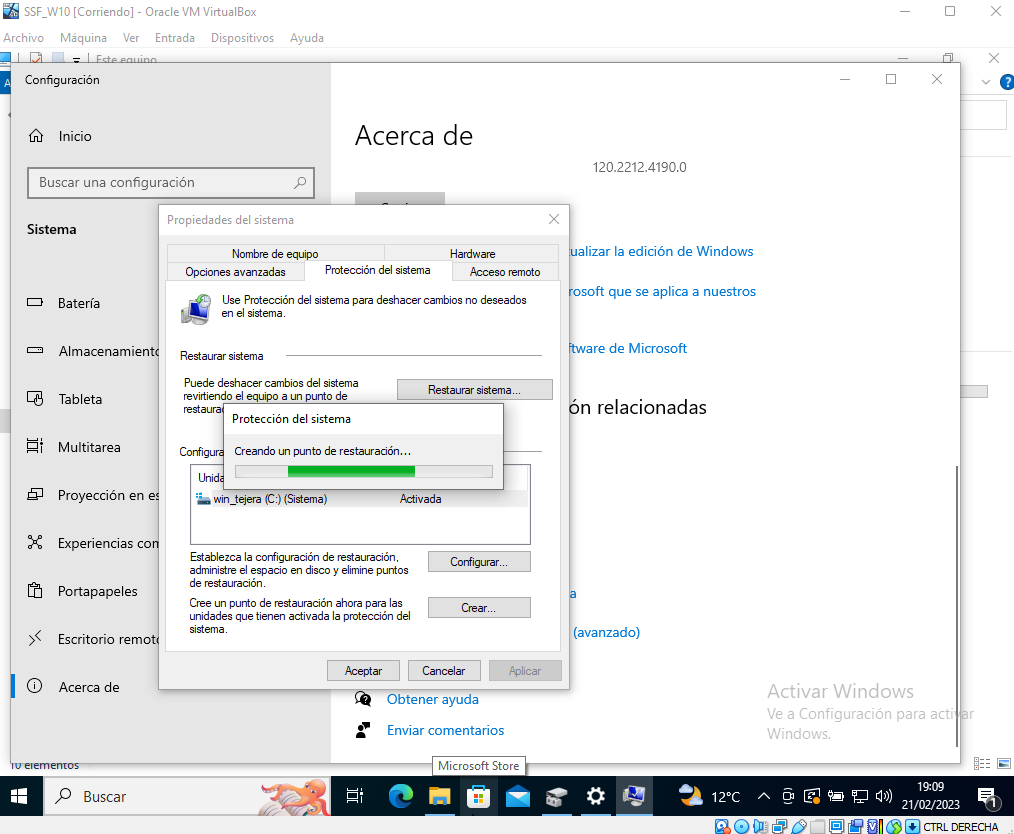 SSF_W10 [Corriendo] - Oracle VM VirtualBox
Archivo Máquina Ver Entrada Dispositivos Ayuda
Este equipo
Configuración
Inicio
Buscar una configuración
Sistema
Batería
Almacenamiento
Tableta
Multitarea
Proyección en es
Experiencias com
Portapapeles
Escritorio remoto
Acerca de
Acerca de
120.2212.4190.0
ualizar la edición de Windows
rosoft que se aplica a nuestros
ftware de Microsoft
ón relacionadas
a
(avanzado)
Obtener ayuda
Enviar comentarios
Propiedades del sistema
Nombre de equipo Hardware
Opciones avanzadas Protección del sistema Acceso remoto
Use Protección del sistema para deshacer cambios no deseados
en el sistema.
Restaurar sistema
Puede deshacer cambios del sistema
revirtiendo el equipo a un punto de
restaura
Restaurar sistema...
Protección del sistema
Creando un punto de restauración...
Configura
Unida
win_tejera (C:) (Sistema) Activada
Establezca la configuración de restauración,
administre el espacio en disco y elimine puntos
de restauración.
Configurar...
Cree un punto de restauración ahora para las
unidades que tienen activada la protección del
sistema.
Crear...
Aceptar Cancelar Aplicar
Activar Windows
Ve a Configuración para activar
Windows.
10 elementos
Microsoft Store
Buscar
12°C
19:09
21/02/2023
1
CTRL DERECHA